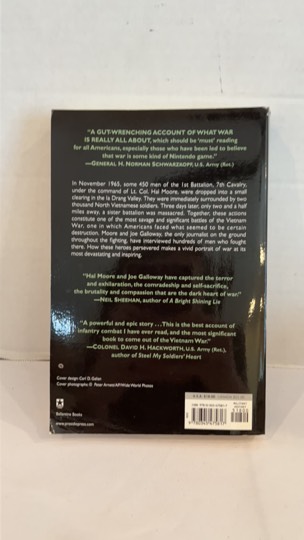 "A GUT-WRENCHING ACCOUNT OF WHAT WAR
IS REALLY ALL ABOUT, which should be 'must' reading
for all Americans, especially those who have been led to believe
that war is some kind of Nintendo game."
—GENERAL H. NORMAN SCHWARZKOPF, U.S. Army (Ret.)
In November 1965, some 450 men of the 1st Battalion, 7th Cavalry,
under the command of Lt. Col. Hal Moore, were dropped into a small
clearing in the Ia Drang Valley. They were immediately surrounded by two
thousand North Vietnamese soldiers. Three days later, only two and a half
miles away, a sister battalion was massacred. Together, these actions
constitute one of the most savage and significant battles of the Vietnam
War, one in which Americans faced what seemed to be certain
destruction. Moore and Joe Galloway, the only journalist on the ground
throughout the fighting, have interviewed hundreds of men who fought
there. How these heroes persevered makes a vivid portrait of war at its
most devastating and inspiring.
"Hal Moore and Joe Galloway have captured the terror
and exhilaration, the comradeship and self-sacrifice,
the brutality and compassion that are the dark heart of war."
—NEIL SHEEHAN, author of A Bright Shining Lie
"A powerful and epic story . . . This is the best account of
infantry combat I have ever read, and the most significant
book to come out of the Vietnam War."
—COLONEL DAVID H. HACKWORTH, U.S. Army (Ret.),
author of Steel My Soldiers' Heart
Cover design: Carl D. Galian
Cover photographs: © Peter Arnett/AP/Wide World Photos
Ballantine Books